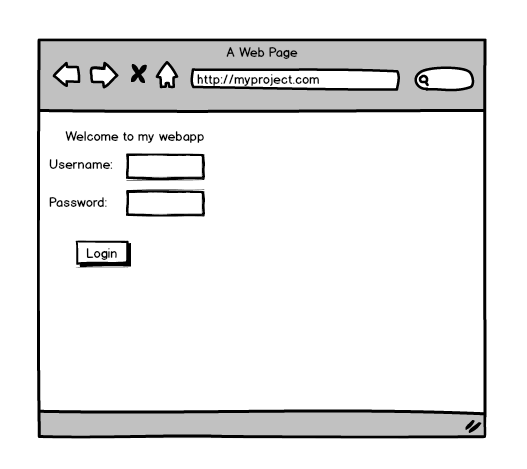 A Web Page
http://myproject.com
Welcome to my webapp
Username:
Password:
Login